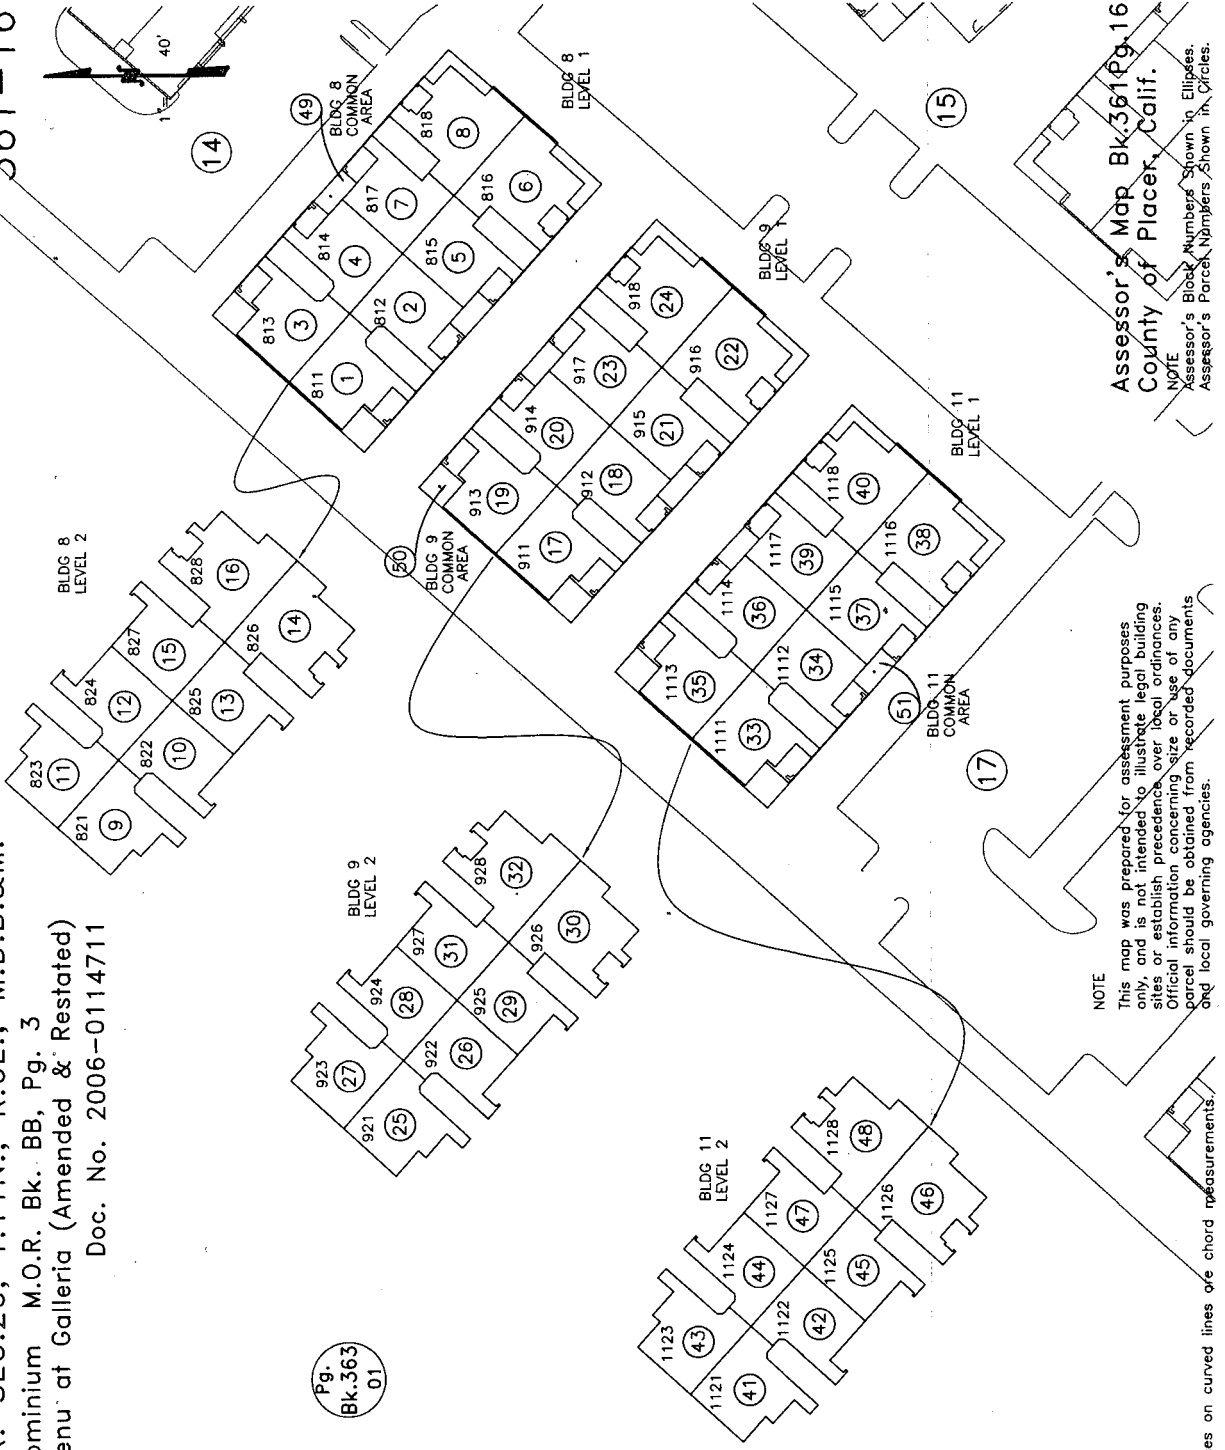 M.O.R. Bk. BB, Pg. 3
at Galleria (Amended & Restated)
Doc. No. 2006-0114711
1"
40'
14
49
BLDG 8
COMMON
AREA
BLDG 8
LEVEL 1
813
3
814
4
817
7
818
8
811
1
812
2
815
5
816
6
BLDG 8
LEVEL 2
823
11
824
12
827
15
828
16
821
9
822
10
825
13
826
14
50
BLDG 9
COMMON
AREA
BLDG 9
LEVEL 1
913
19
914
20
917
23
918
24
911
17
912
18
915
21
916
22
BLDG 9
LEVEL 2
923
27
924
28
927
31
928
32
921
25
922
26
925
29
926
30
BLDG 11
LEVEL 1
1113
35
1114
36
1117
39
1118
40
1111
33
1112
34
1115
37
1116
38
51
BLDG 11
COMMON
AREA
BLDG 11
LEVEL 2
1123
43
1124
44
1127
47
1128
48
1121
41
1122
42
1125
45
1126
46
15
17
Pg.
Bk.363
01
NOTE
This map was prepared for assessment purposes
only, and is not intended to illustrate legal building
sites or establish precedence over local ordinances.
Official information concerning size or use of any
parcel should be obtained from recorded documents
and local governing agencies.
Assessor's Map Bk.361 Pg.16
County of Placer, Calif.
NOTE
Assessor's Block Numbers Shown in Ellipses.
Assessor's Parcel Numbers Shown in Circles.
on curved lines are chord measurements.